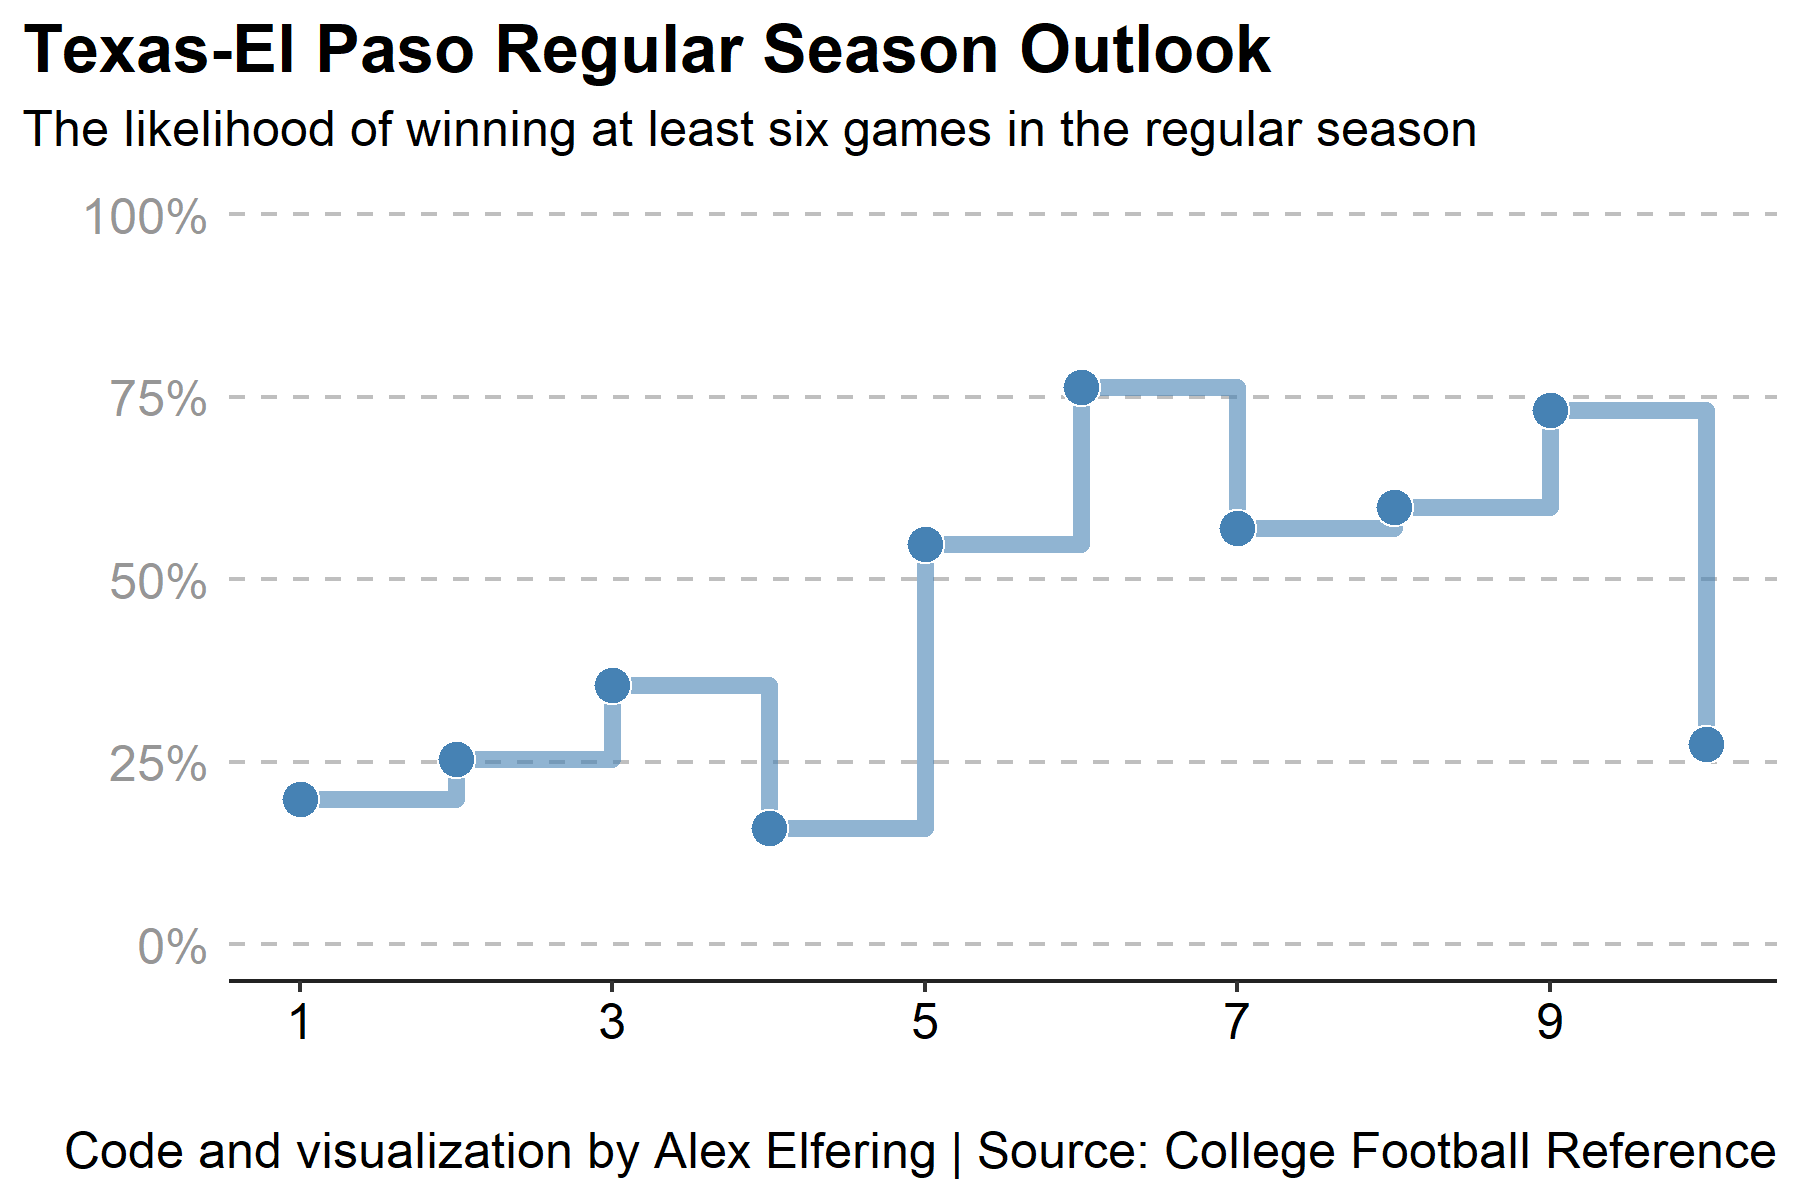 Texas-El Paso Regular Season Outlook
The likelihood of winning at least six games in the regular season
100%
75%
50%
25%
0%
1 3 5 7 9
Code and visualization by Alex Elfering | Source: College Football Reference